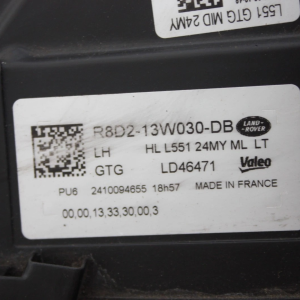 L551 GTG MID 24MY
R8D2-13W030-DB
LAND-
ROVER
LH HL L551 24MY ML LT
GTG LD46471 Valeo
PU6 2410094655 18h57 MADE IN FRANCE
00,00,13,33,30,00,3